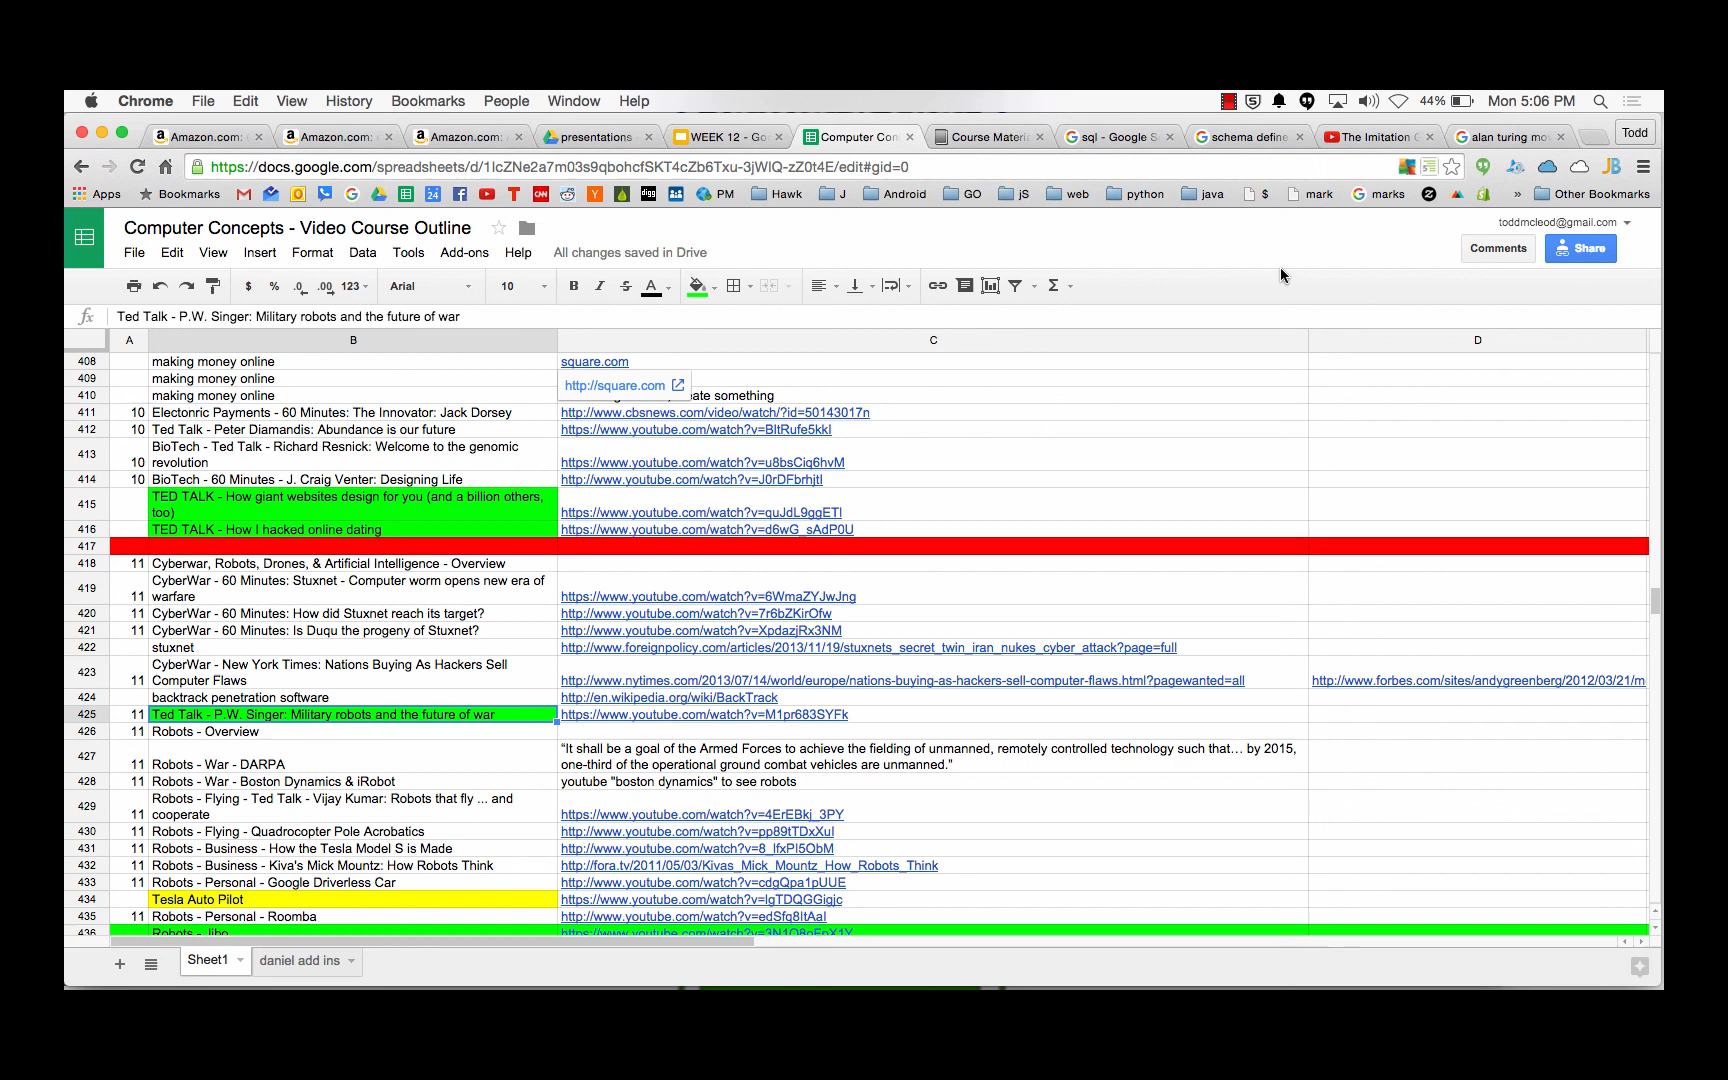 Chrome File Edit View History Bookmarks People Window Help 44% Mon 5:06 PM
Amazon.com: Amazon.com: Amazon.com: presentations WEEK 12 - Go Computer Con Course Materi sql - Google S schema define The Imitation G alan turing mov Todd
https://docs.google.com/spreadsheets/d/1lcZNe2a7m03s9qbohcfSKT4cZb6Txu-3jWlQ-zZ0t4E/edit#gid=0
Apps Bookmarks PM Hawk J Android GO jS web python java $ mark marks » Other Bookmarks
toddmcleod@gmail.com
Computer Concepts - Video Course Outline
Comments Share
File Edit View Insert Format Data Tools Add-ons Help All changes saved in Drive
$ % .0 .00 123 Arial 10 B I S A Σ
fx Ted Talk - P.W. Singer: Military robots and the future of war
A B C D
408 making money online square.com
409 making money online http://square.com
410 making money online ate something
411 10 Electonric Payments - 60 Minutes: The Innovator: Jack Dorsey http://www.cbsnews.com/video/watch/?id=50143017n
412 10 Ted Talk - Peter Diamandis: Abundance is our future https://www.youtube.com/watch?v=BltRufe5kkI
413 BioTech - Ted Talk - Richard Resnick: Welcome to the genomic
10 revolution https://www.youtube.com/watch?v=u8bsCiq6hvM
414 10 BioTech - 60 Minutes - J. Craig Venter: Designing Life http://www.youtube.com/watch?v=J0rDFbrhjtI
415 TED TALK - How giant websites design for you (and a billion others,
too) https://www.youtube.com/watch?v=quJdL9ggETI
416 TED TALK - How I hacked online dating https://www.youtube.com/watch?v=d6wG_sAdP0U
417
418 11 Cyberwar, Robots, Drones, & Artificial Intelligence - Overview
419 CyberWar - 60 Minutes: Stuxnet - Computer worm opens new era of
11 warfare https://www.youtube.com/watch?v=6WmaZYJwJng
420 11 CyberWar - 60 Minutes: How did Stuxnet reach its target? http://www.youtube.com/watch?v=7r6bZKirOfw
421 11 CyberWar - 60 Minutes: Is Duqu the progeny of Stuxnet? http://www.youtube.com/watch?v=XpdazjRx3NM
422 stuxnet http://www.foreignpolicy.com/articles/2013/11/19/stuxnets_secret_twin_iran_nukes_cyber_attack?page=full
423 CyberWar - New York Times: Nations Buying As Hackers Sell
11 Computer Flaws http://www.nytimes.com/2013/07/14/world/europe/nations-buying-as-hackers-sell-computer-flaws.html?pagewanted=all http://www.forbes.com/sites/andygreenberg/2012/03/21/m
424 backtrack penetration software http://en.wikipedia.org/wiki/BackTrack
425 11 Ted Talk - P.W. Singer: Military robots and the future of war https://www.youtube.com/watch?v=M1pr683SYFk
426 11 Robots - Overview
427 "It shall be a goal of the Armed Forces to achieve the fielding of unmanned, remotely controlled technology such that… by 2015,
11 Robots - War - DARPA one-third of the operational ground combat vehicles are unmanned."
428 11 Robots - War - Boston Dynamics & iRobot youtube "boston dynamics" to see robots
429 Robots - Flying - Ted Talk - Vijay Kumar: Robots that fly ... and
11 cooperate https://www.youtube.com/watch?v=4ErEBkj_3PY
430 11 Robots - Flying - Quadrocopter Pole Acrobatics http://www.youtube.com/watch?v=pp89tTDxXuI
431 11 Robots - Business - How the Tesla Model S is Made http://www.youtube.com/watch?v=8_lfxPI5ObM
432 11 Robots - Business - Kiva's Mick Mountz: How Robots Think http://fora.tv/2011/05/03/Kivas_Mick_Mountz_How_Robots_Think
433 11 Robots - Personal - Google Driverless Car http://www.youtube.com/watch?v=cdgQpa1pUUE
434 Tesla Auto Pilot https://www.youtube.com/watch?v=lgTDQGGigjc
435 11 Robots - Personal - Roomba http://www.youtube.com/watch?v=edSfq8ItAaI
436 Robots - Jibo
+ Sheet1 daniel add ins